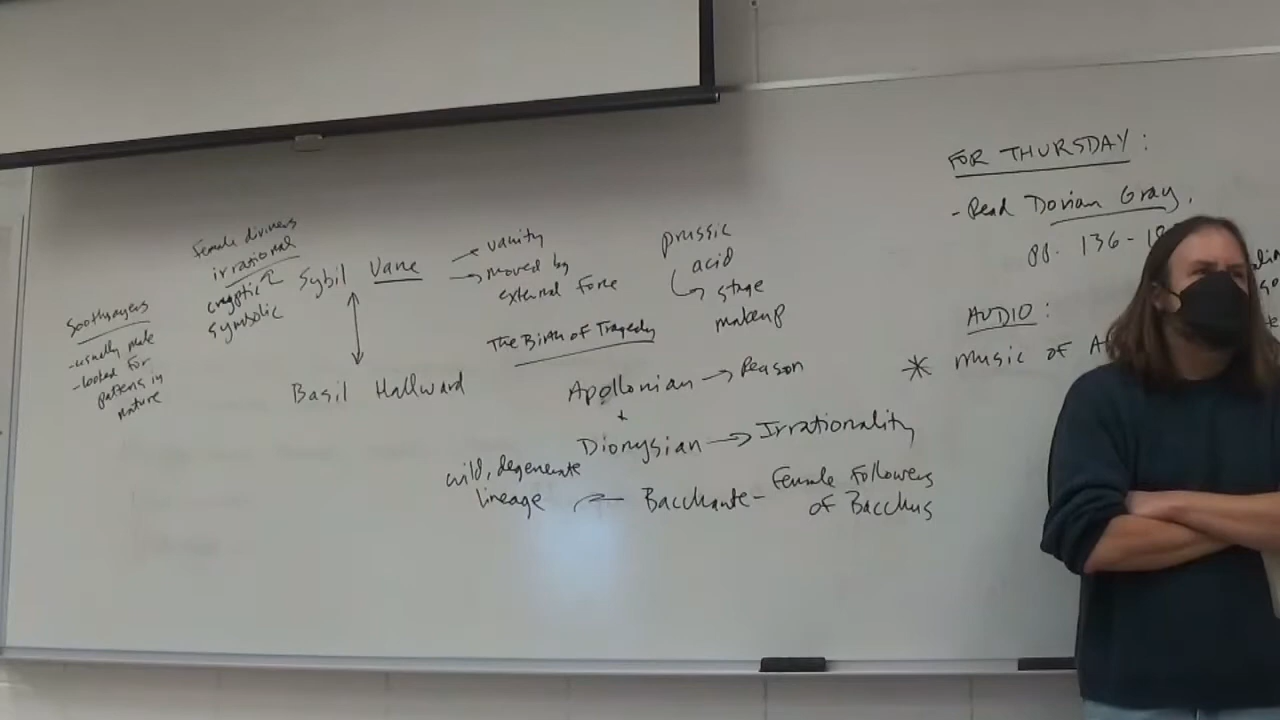 Soothsayers
- usually male
- looked for
patterns in
nature
Female diviners
irrational
cryptic
symbolic
Sybil Vane
Basil Hallward
→ vanity
→ moved by
external force
prussic
acid
↳ stage
makeup
The Birth of Tragedy
Apollonian → Reason
+
Dionysian → Irrationality
wild, degenerate
lineage
Bacchante - Female Followers
of Bacchus
FOR THURSDAY:
- Read Dorian Gray,
pp. 136-
AUDIO:
* music of